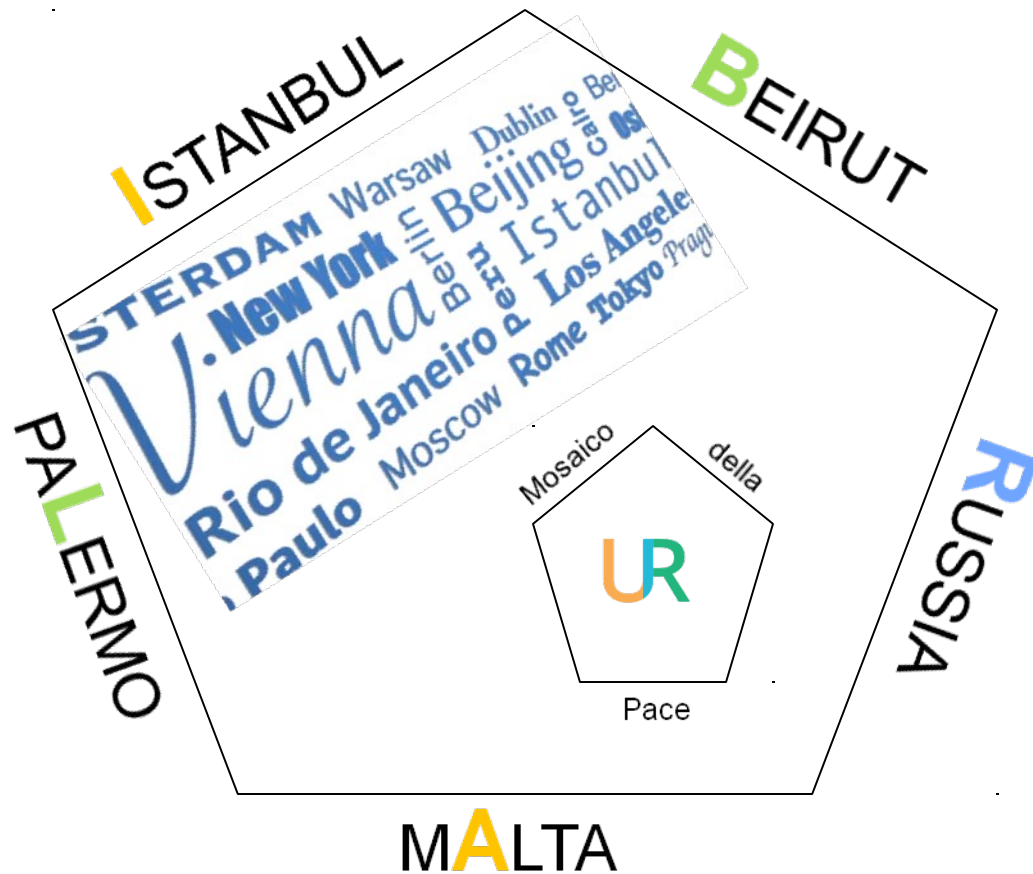 ISTANBUL
BEIRUT
STERDAM
Warsaw
Dublin
Cairo
New York
Berlin
Beijing
Vienna
Peru
Istanbul
Rio de Janeiro
Los Angeles
Moscow
Rome
Tokyo
Paulo
PALERMO
RUSSIA
Mosaico
della
UR
Pace
MALTA